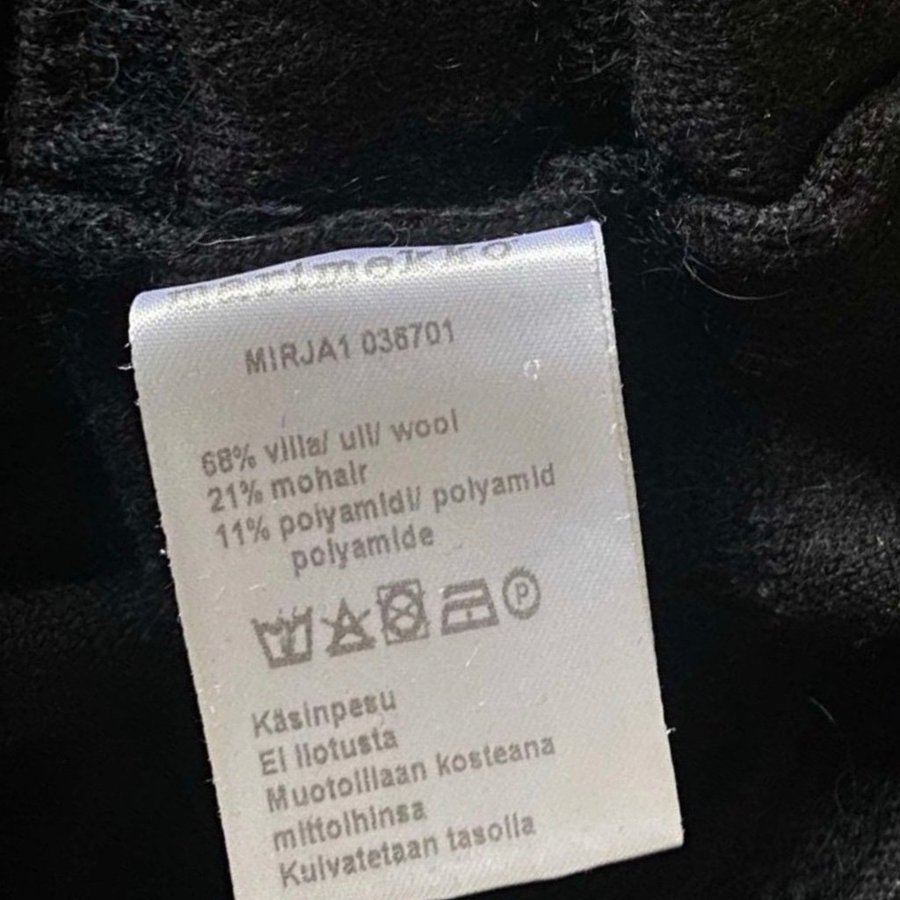 marimekko
MIRJA1 036701
68% villa/ ull/ wool
21% mohair
11% polyamidi/ polyamid
polyamide
P
Käsinpesu
Ei liotusta
Muotoillaan kosteana
mittoihinsa
Kuivatetaan tasolla